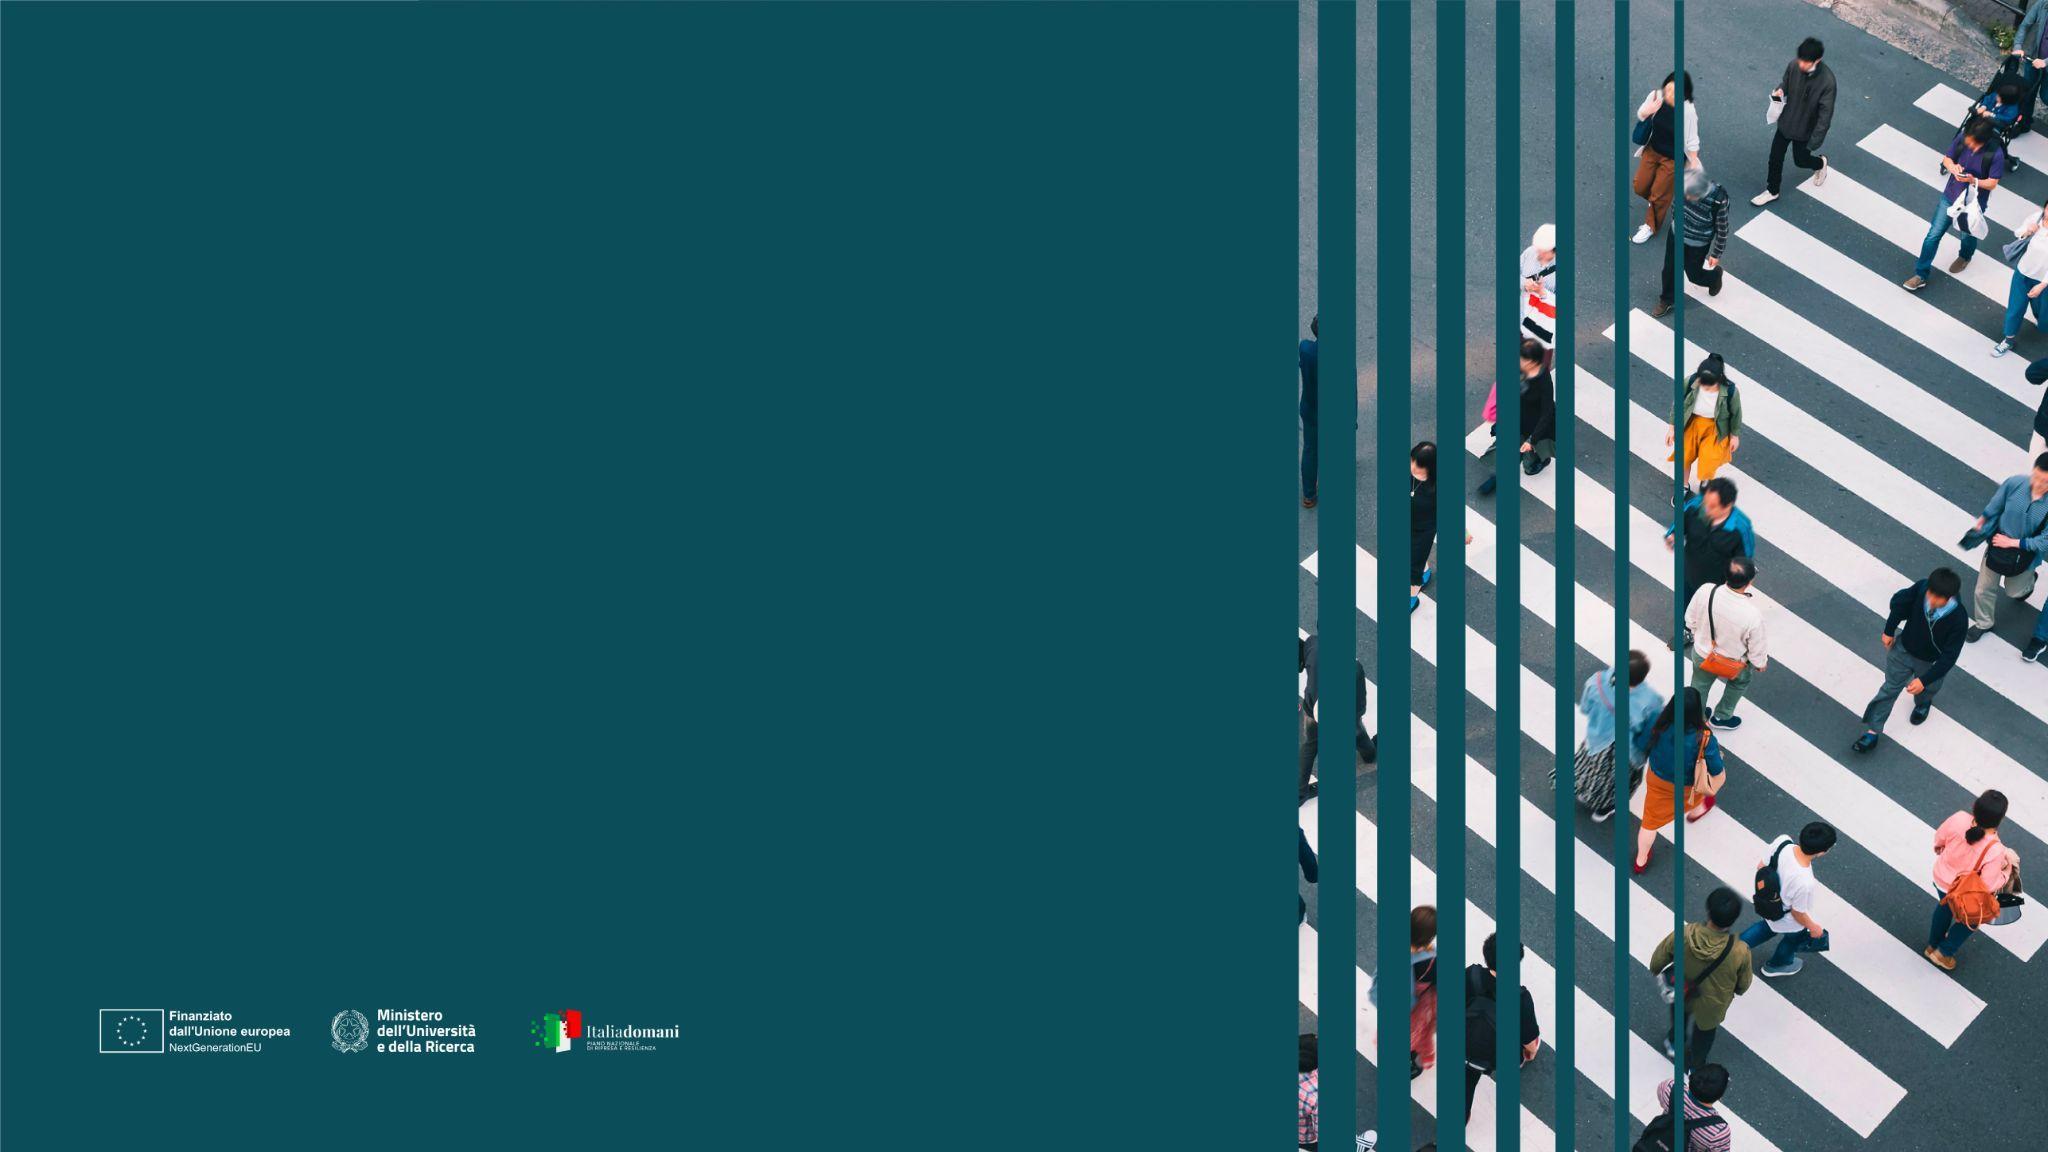 Finanziato
dall'Unione europea
NextGenerationEU
Ministero
dell'Università
e della Ricerca
Italiadomani
PIANO NAZIONALE
DI RIPRESA E RESILIENZA